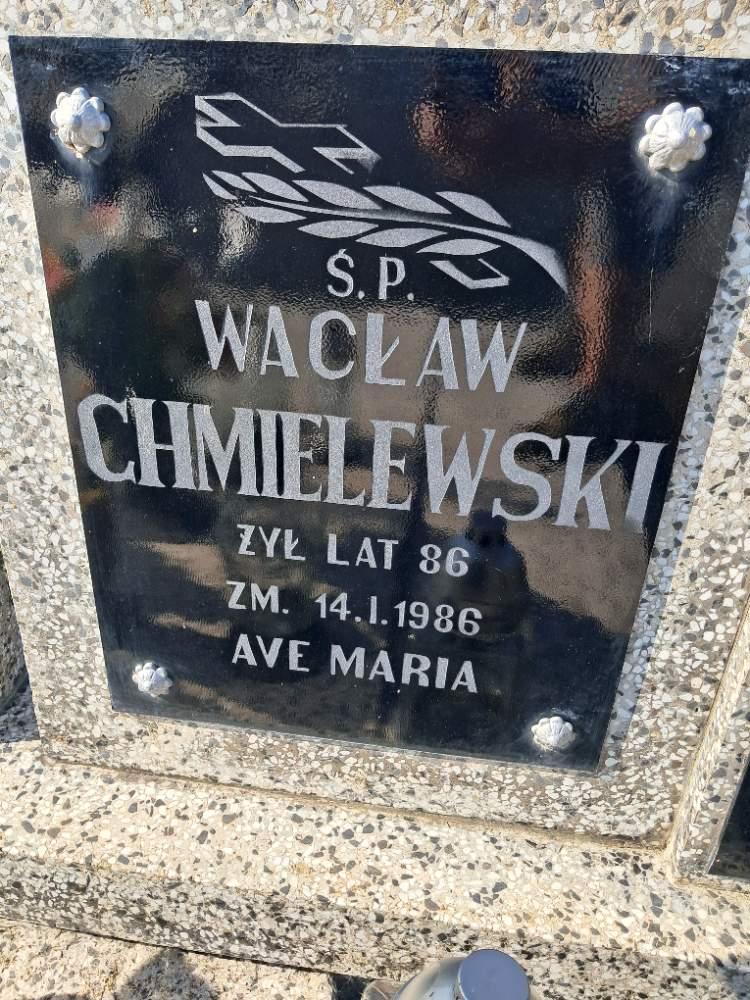 Ś.P.
WACŁAW
CHMIELEWSKI
ŻYŁ LAT 86
ZM. 14.I.1986
AVE MARIA